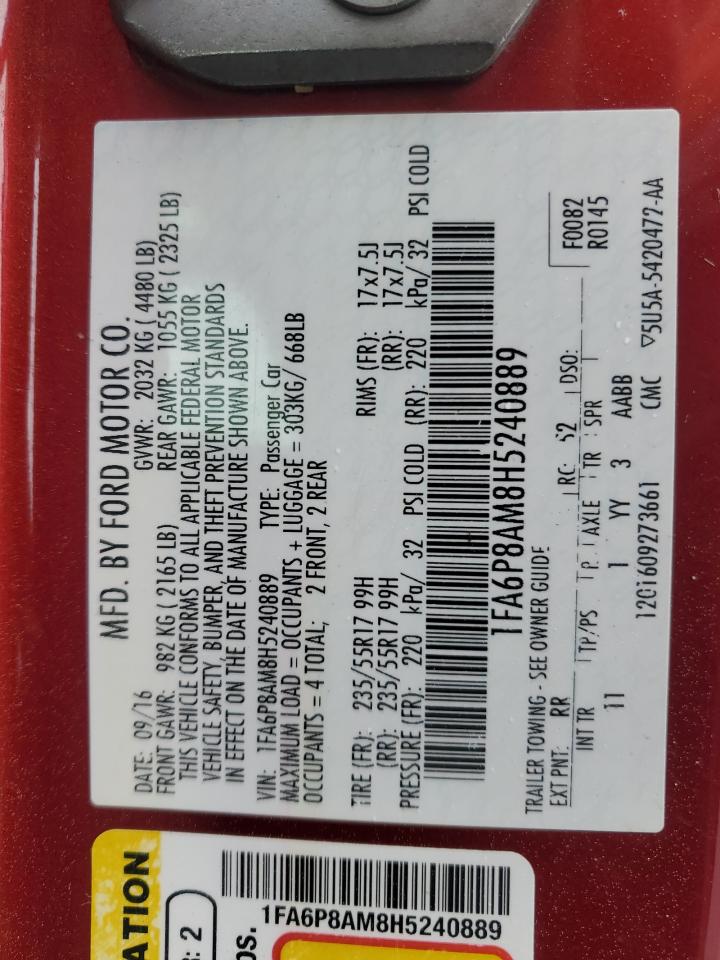 MFD. BY FORD MOTOR CO.
DATE: 09/16 GVWR: 2032 KG ( 4480 LB)
FRONT GAWR: 982 KG ( 2165 LB) REAR GAWR: 1055 KG ( 2325 LB)
THIS VEHICLE CONFORMS TO ALL APPLICABLE FEDERAL MOTOR
VEHICLE SAFETY, BUMPER, AND THEFT PREVENTION STANDARDS
IN EFFECT ON THE DATE OF MANUFACTURE SHOWN ABOVE.
VIN: 1FA6P8AM8H5240889 TYPE: Passenger Car
MAXIMUM LOAD = OCCUPANTS + LUGGAGE = 303KG/ 668LB
OCCUPANTS = 4 TOTAL; 2 FRONT, 2 REAR
TIRE (FR): 235/55R17 99H RIMS (FR): 17x7.5J
(RR): 235/55R17 99H (RR): 17x7.5J
PRESSURE (FR): 220 kPa/ 32 PSI COLD (RR): 220 kPa/ 32 PSI COLD
1FA6P8AM8H5240889
TRAILER TOWING - SEE OWNER GUIDE
EXT PNT: RR RC: 52 DSO: F0082
R0145
INT TR TP/PS R AXLE TR SPR
11 1 YY 3 AABB
1201609273661 CMC ▽5U5A-5420472-AA
ATION
: 2
OS.
1FA6P8AM8H5240889